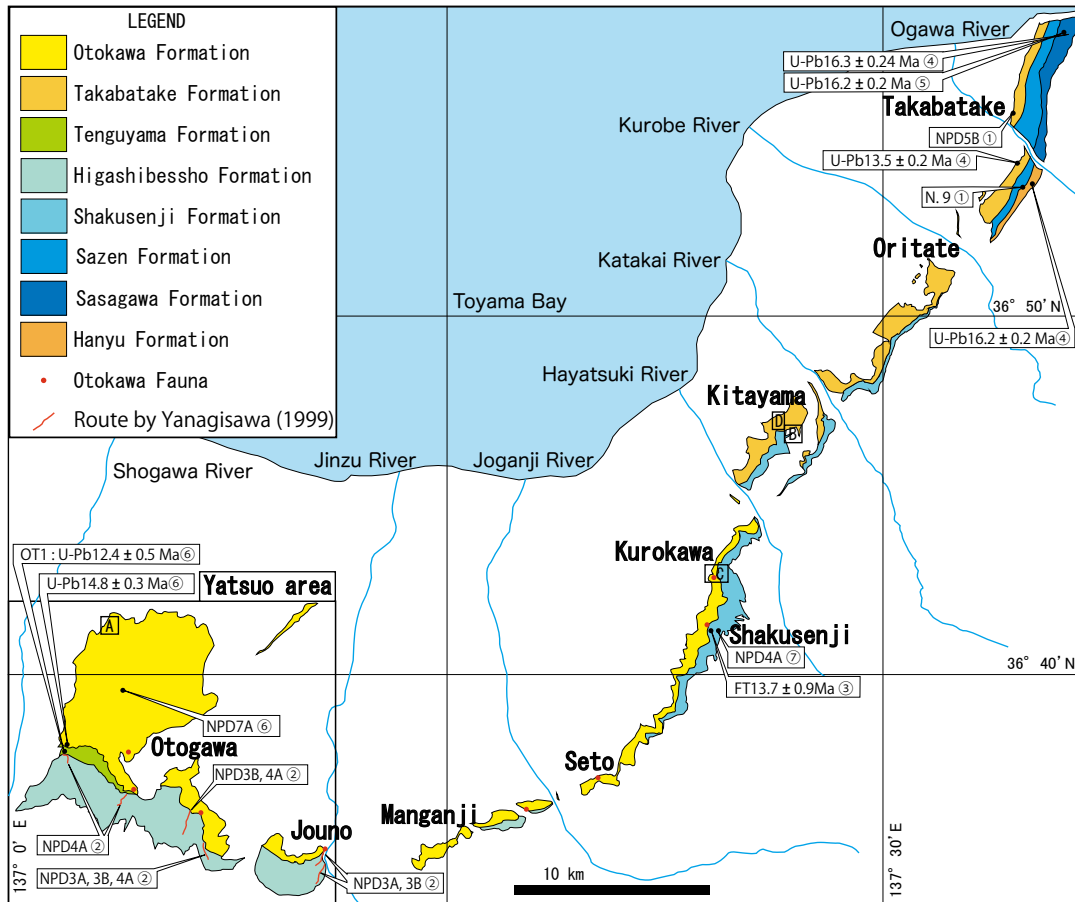 LEGEND
Otokawa Formation
Takabatake Formation
Tenguyama Formation
Higashibessho Formation
Shakusenji Formation
Sazen Formation
Sasagawa Formation
Hanyu Formation
Otokawa Fauna
Route by Yanagisawa (1999)
Ogawa River
U-Pb16.3 ± 0.24 Ma ④
U-Pb16.2 ± 0.2 Ma ⑤
Takabatake
Kurobe River
NPD5B ①
U-Pb13.5 ± 0.2 Ma ④
N. 9 ①
Oritate
Katakai River
Toyama Bay
36° 50'N
U-Pb16.2 ± 0.2 Ma④
Hayatsuki River
Kitayama
D
B
Shogawa River
Jinzu River
Joganji River
Kurokawa
C
OT1 : U-Pb12.4 ± 0.5 Ma⑥
U-Pb14.8 ± 0.3 Ma⑥
Yatsuo area
A
Shakusenji
NPD4A ⑦
36° 40'N
FT13.7 ± 0.9Ma ③
NPD7A ⑥
Otogawa
Seto
NPD3B, 4A ②
Manganji
Jouno
NPD4A ②
137° 0' E
137° 30' E
NPD3A, 3B, 4A ②
NPD3A, 3B ②
10 km